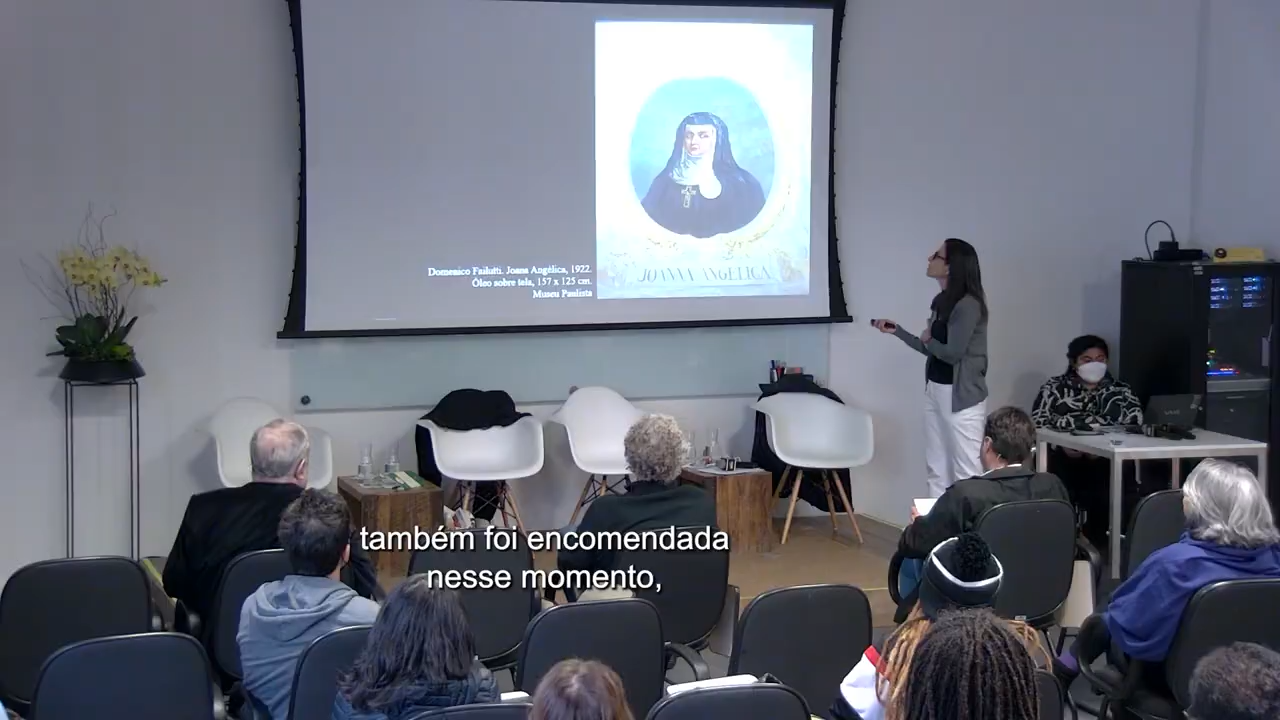 Domenico Failutti. Joana Angélica, 1922.
Óleo sobre tela, 157 x 125 cm.
Museu Paulista
JOANNA ANGELICA
também foi encomendada
nesse momento,